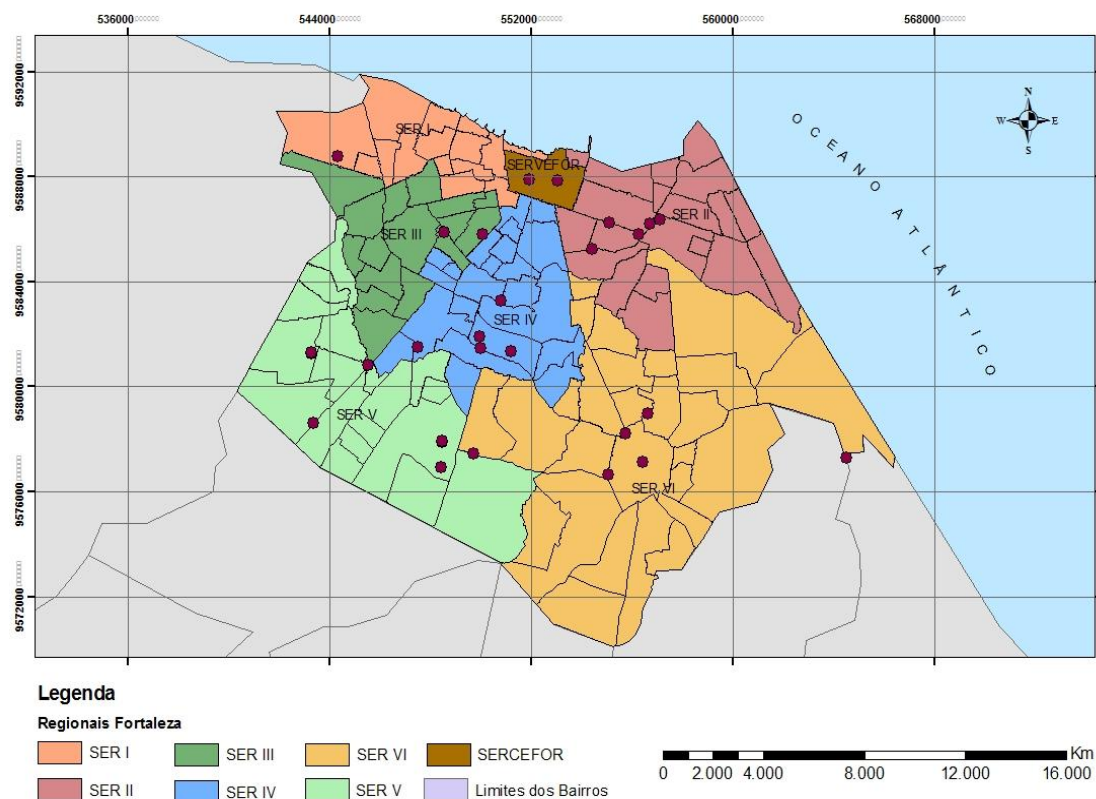 536000 544000 552000 560000 568000
9592000
9588000
9584000
9580000
9576000
9572000
N
W E
S
OCEANO ATLÂNTICO
SER I
SERVEFOR
SER II
SER III
SER IV
SER V
SER VI
Legenda
Regionais Fortaleza
SER I SER III SER VI SERCEFOR
SER II SER IV SER V Limites dos Bairros
Km
0 2.000 4.000 8.000 12.000 16.000